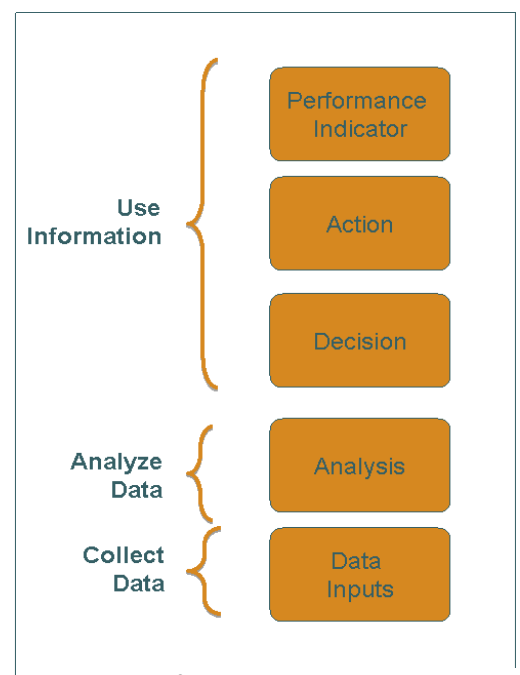 Performance
Indicator
Use
Information
Action
Decision
Analyze
Data
Analysis
Collect
Data
Data
Inputs